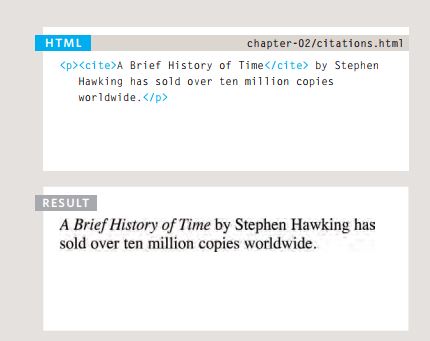 HTML
chapter-02/citations.html
<p><cite>A Brief History of Time</cite> by Stephen
Hawking has sold over ten million copies
worldwide.</p>
RESULT
A Brief History of Time by Stephen Hawking has
sold over ten million copies worldwide.